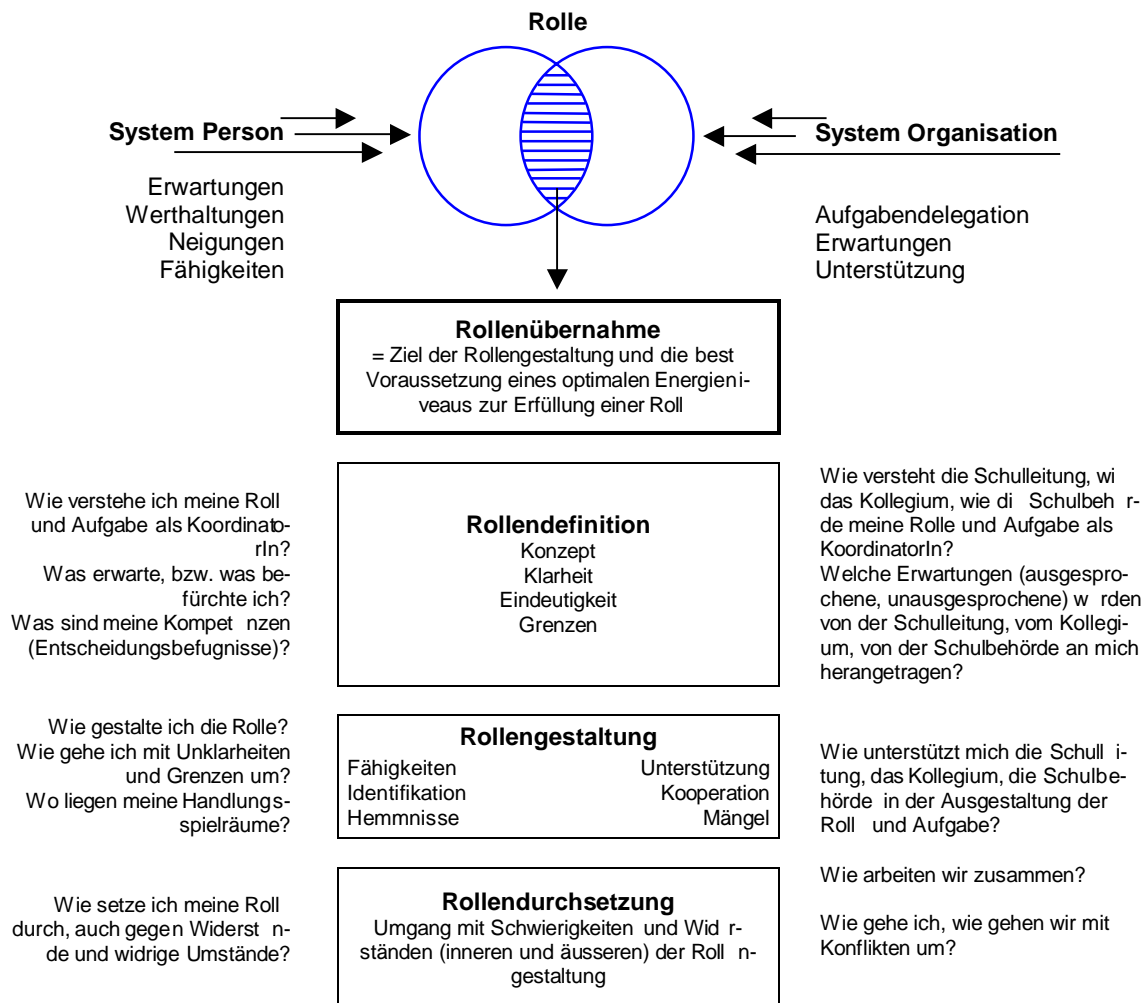 Rolle
System Person
System Organisation
Erwartungen
Werthaltungen
Neigungen
Fähigkeiten
Aufgabendelegation
Erwartungen
Unterstützung
Rollenübernahme
= Ziel der Rollengestaltung und die best
Voraussetzung eines optimalen Energieni-
veaus zur Erfüllung einer Roll
Wie verstehe ich meine Roll
und Aufgabe als Koordinato-
rIn?
Was erwarte, bzw. was be-
fürchte ich?
Was sind meine Kompet nzen
(Entscheidungsbefugnisse)?
Rollendefinition
Konzept
Klarheit
Eindeutigkeit
Grenzen
Wie versteht die Schulleitung, wi
das Kollegium, wie di Schulbeh r-
de meine Rolle und Aufgabe als
KoordinatorIn?
Welche Erwartungen (ausgespro-
chene, unausgesprochene) w rden
von der Schulleitung, vom Kollegi-
um, von der Schulbehörde an mich
herangetragen?
Wie gestalte ich die Rolle?
Wie gehe ich mit Unklarheiten
und Grenzen um?
Wo liegen meine Handlungs-
spielräume?
Rollengestaltung
Fähigkeiten Unterstützung
Identifikation Kooperation
Hemmnisse Mängel
Wie unterstützt mich die Schull i-
tung, das Kollegium, die Schulbe-
hörde in der Ausgestaltung der
Roll und Aufgabe?
Wie setze ich meine Roll
durch, auch gegen Widerst n-
de und widrige Umstände?
Rollendurchsetzung
Umgang mit Schwierigkeiten und Wid r-
ständen (inneren und äusseren) der Roll n-
gestaltung
Wie arbeiten wir zusammen?
Wie gehe ich, wie gehen wir mit
Konflikten um?